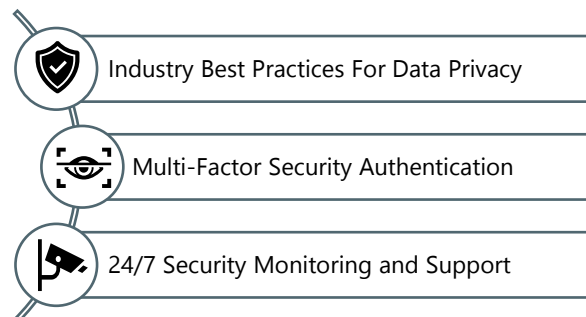 Industry Best Practices For Data Privacy
Multi-Factor Security Authentication
24/7 Security Monitoring and Support